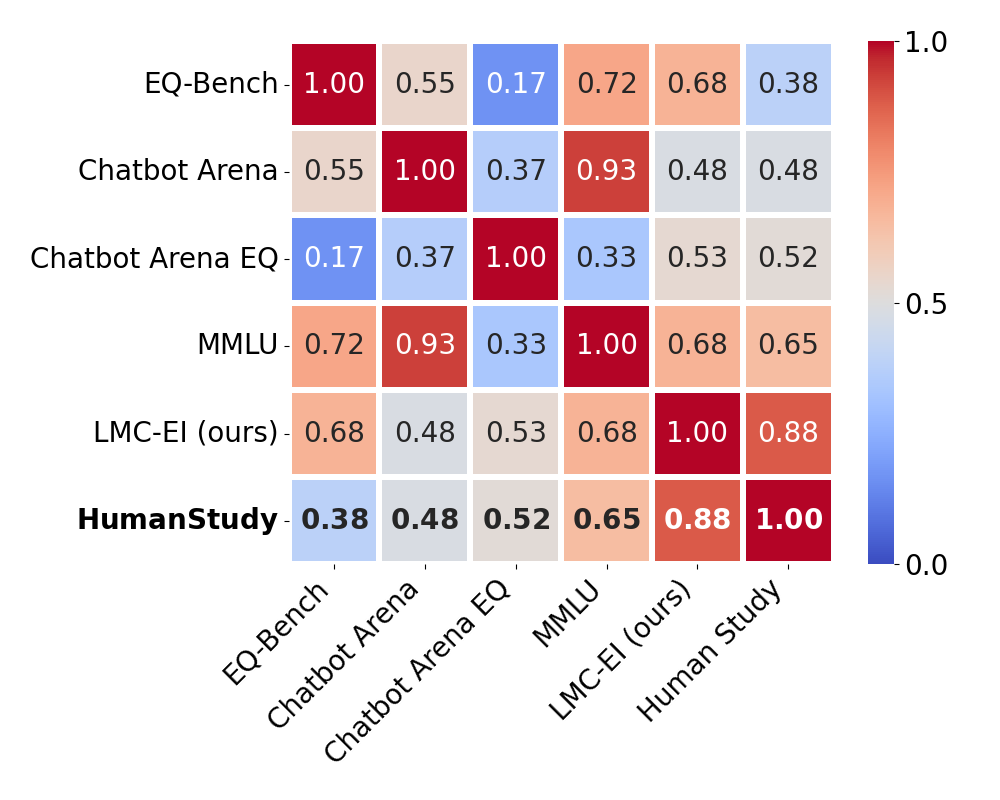 1.0
EQ-Bench 1.00 0.55 0.17 0.72 0.68 0.38
Chatbot Arena 0.55 1.00 0.37 0.93 0.48 0.48
Chatbot Arena EQ 0.17 0.37 1.00 0.33 0.53 0.52
0.5
MMLU 0.72 0.93 0.33 1.00 0.68 0.65
LMC-EI (ours) 0.68 0.48 0.53 0.68 1.00 0.88
HumanStudy 0.38 0.48 0.52 0.65 0.88 1.00
0.0
EQ-Bench
Chatbot Arena
Chatbot Arena EQ
MMLU
LMC-EI (ours)
Human Study